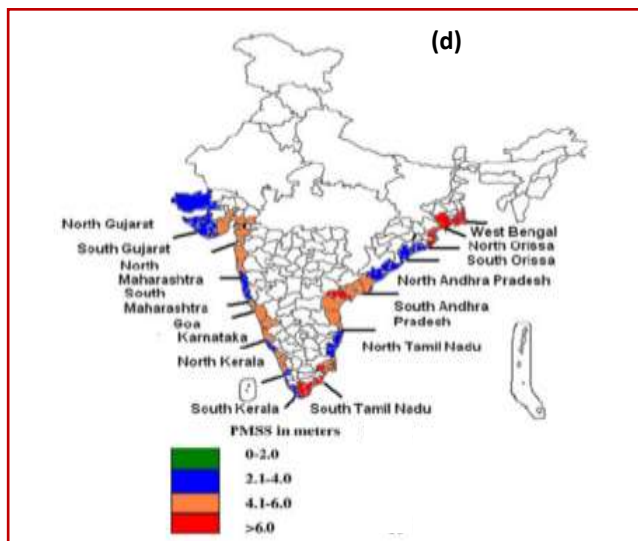 (d)
North Gujarat
South Gujarat
North
Maharashtra
South
Maharashtra
Goa
Karnataka
North Kerala
South Kerala
South Tamil Nadu
West Bengal
North Orissa
South Orissa
North Andhra Pradesh
South Andhra
Pradesh
North Tamil Nadu
PMSS in meters
0-2.0
2.1-4.0
4.1-6.0
>6.0